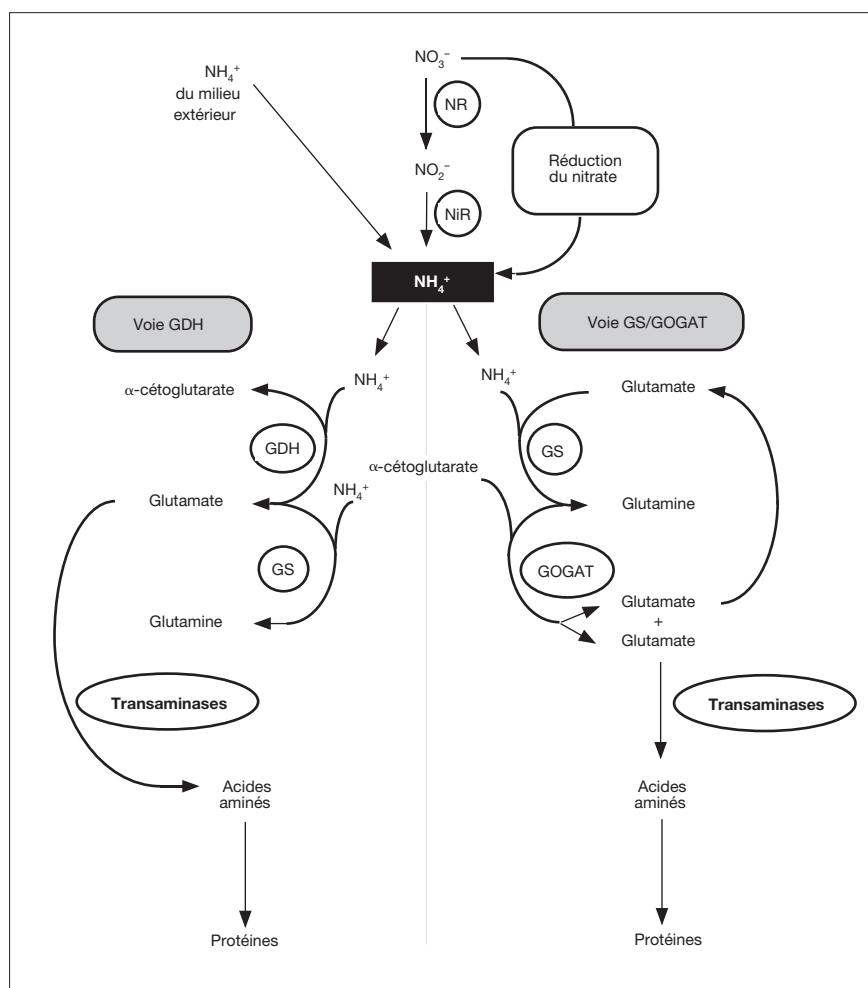 NO₃⁻
NH₄⁺
du milieu
extérieur
NR
Réduction
du nitrate
NO₂⁻
NiR
NH₄⁺
Voie GDH
Voie GS/GOGAT
NH₄⁺
NH₄⁺
α-cétoglutarate
Glutamate
GDH
GS
α-cétoglutarate
NH₄⁺
Glutamate
Glutamine
GS
GOGAT
Glutamine
Glutamate
+
Glutamate
Transaminases
Transaminases
Acides
aminés
Acides
aminés
Protéines
Protéines